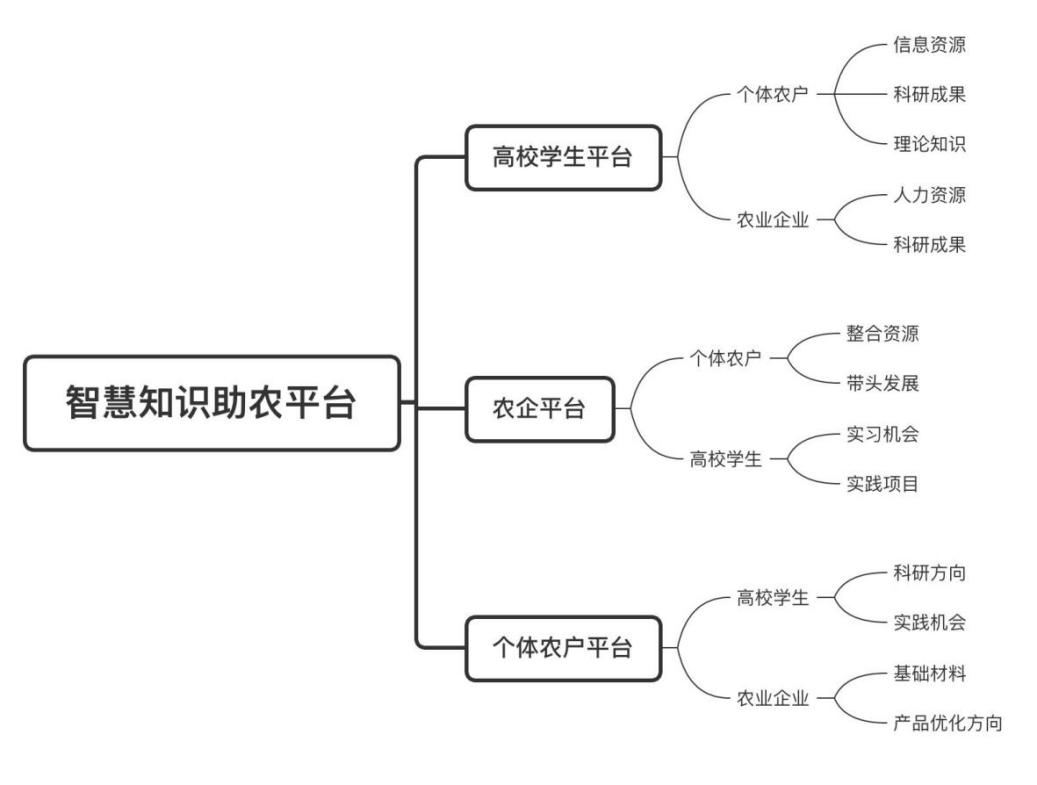 智慧知识助农平台
高校学生平台
个体农户
信息资源
科研成果
理论知识
农业企业
人力资源
科研成果
农企平台
个体农户
整合资源
带头发展
高校学生
实习机会
实践项目
个体农户平台
高校学生
科研方向
实践机会
农业企业
基础材料
产品优化方向